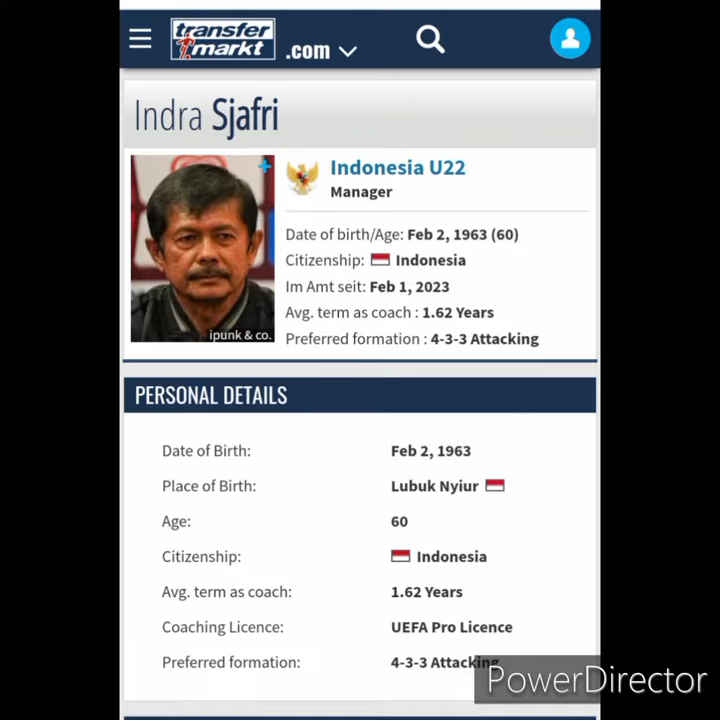 transfer
markt
.com
Indra Sjafri
Indonesia U22
Manager
Date of birth/Age: Feb 2, 1963 (60)
Citizenship: Indonesia
Im Amt seit: Feb 1, 2023
Avg. term as coach : 1.62 Years
Preferred formation : 4-3-3 Attacking
ipunk & co.
PERSONAL DETAILS
Date of Birth: Feb 2, 1963
Place of Birth: Lubuk Nyiur
Age: 60
Citizenship: Indonesia
Avg. term as coach: 1.62 Years
Coaching Licence: UEFA Pro Licence
Preferred formation: 4-3-3 Attacking
PowerDirector